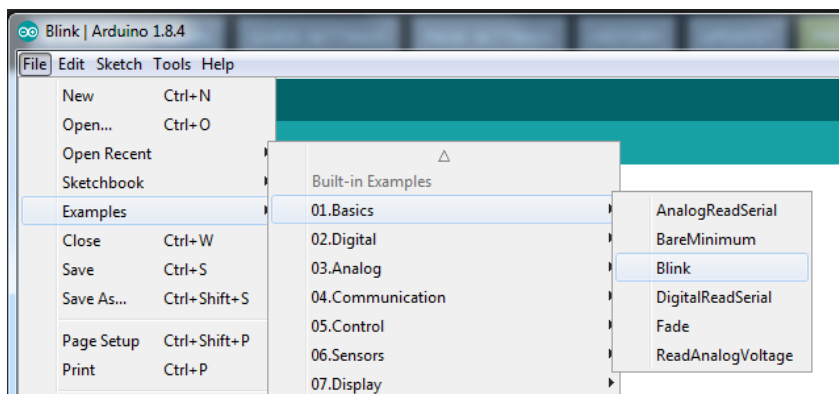 Blink | Arduino 1.8.4
File Edit Sketch Tools Help
New Ctrl+N
Open... Ctrl+O
Open Recent
Sketchbook
Examples
Close Ctrl+W
Save Ctrl+S
Save As... Ctrl+Shift+S
Page Setup Ctrl+Shift+P
Print Ctrl+P
Built-in Examples
01.Basics
02.Digital
03.Analog
04.Communication
05.Control
06.Sensors
07.Display
AnalogReadSerial
BareMinimum
Blink
DigitalReadSerial
Fade
ReadAnalogVoltage